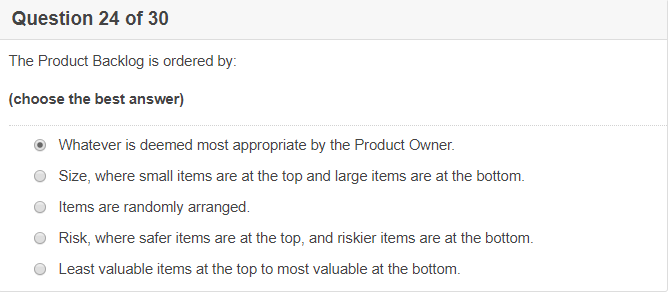 Question 24 of 30
The Product Backlog is ordered by:
(choose the best answer)
Whatever is deemed most appropriate by the Product Owner.
Size, where small items are at the top and large items are at the bottom.
Items are randomly arranged.
Risk, where safer items are at the top, and riskier items are at the bottom.
Least valuable items at the top to most valuable at the bottom.